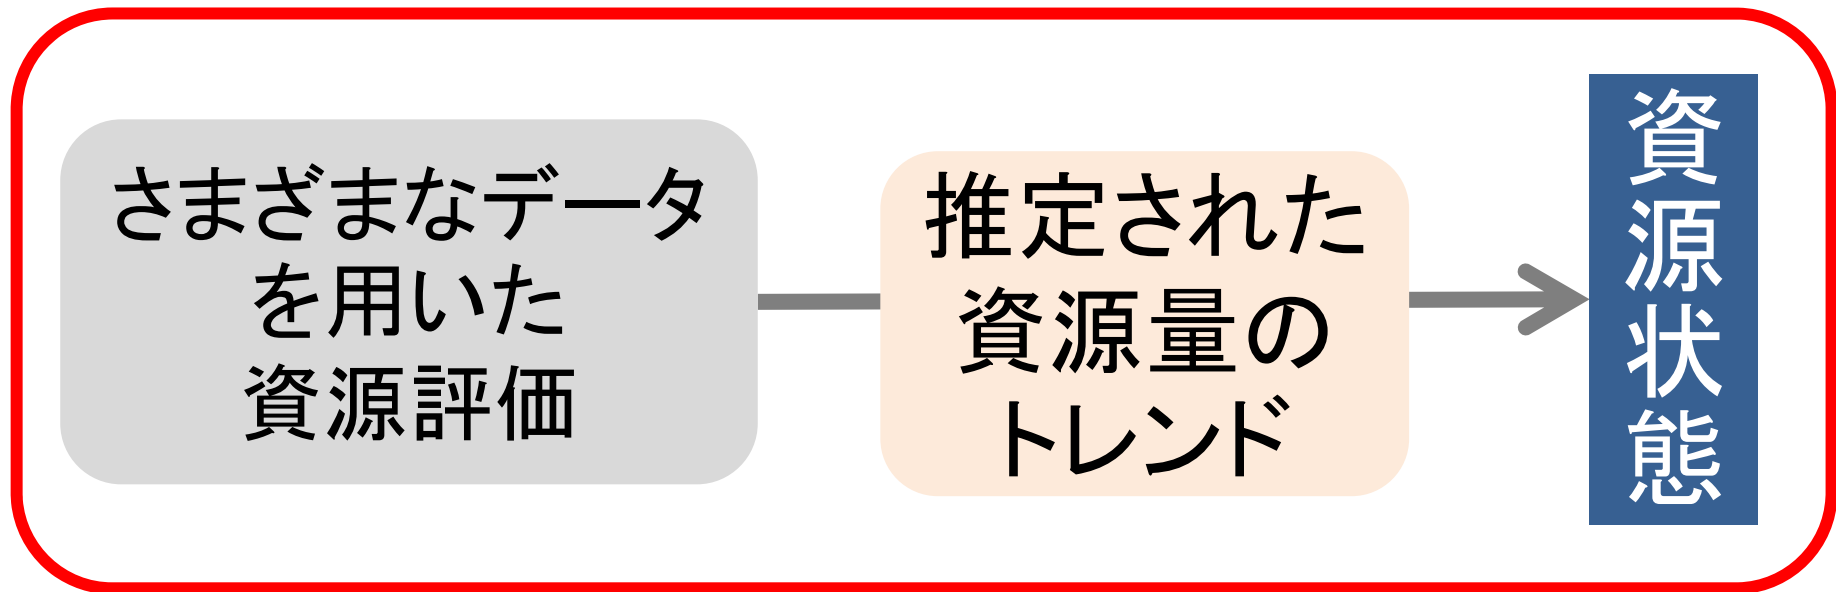 さまざまなデータ
を用いた
資源評価
推定された
資源量の
トレンド
資源状態